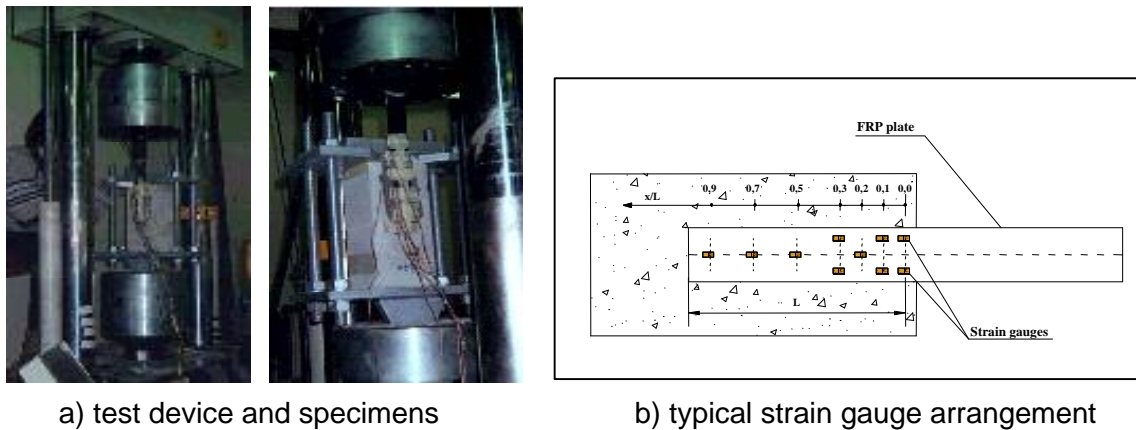 FRP plate
0,9 0,7 0,5 0,3 0,2 0,1 0,0
x/L
L
Strain gauges
a) test device and specimens
b) typical strain gauge arrangement